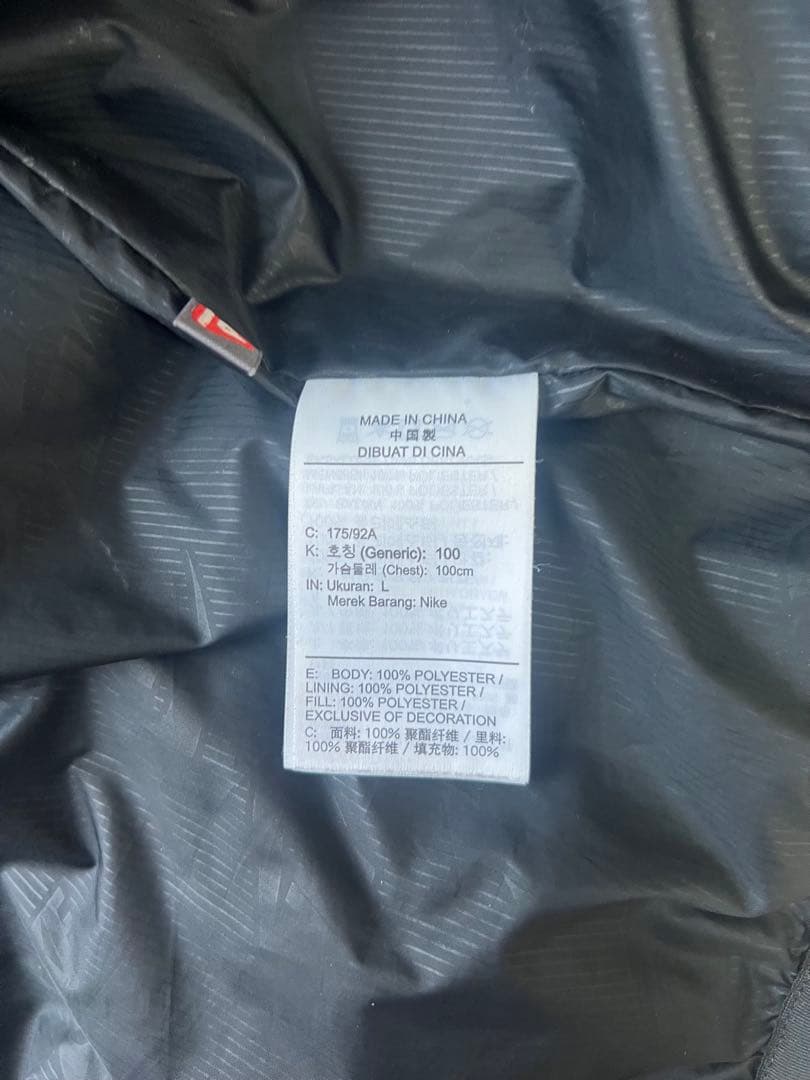 MADE IN CHINA
中国製
DIBUAT DI CINA
C: 175/92A
K: 호칭 (Generic): 100
가슴둘레 (Chest): 100cm
IN: Ukuran: L
Merek Barang: Nike
E: BODY: 100% POLYESTER /
LINING: 100% POLYESTER /
FILL: 100% POLYESTER /
EXCLUSIVE OF DECORATION
C: 面料: 100% 聚酯纤维 / 里料:
100% 聚酯纤维 / 填充物: 100%